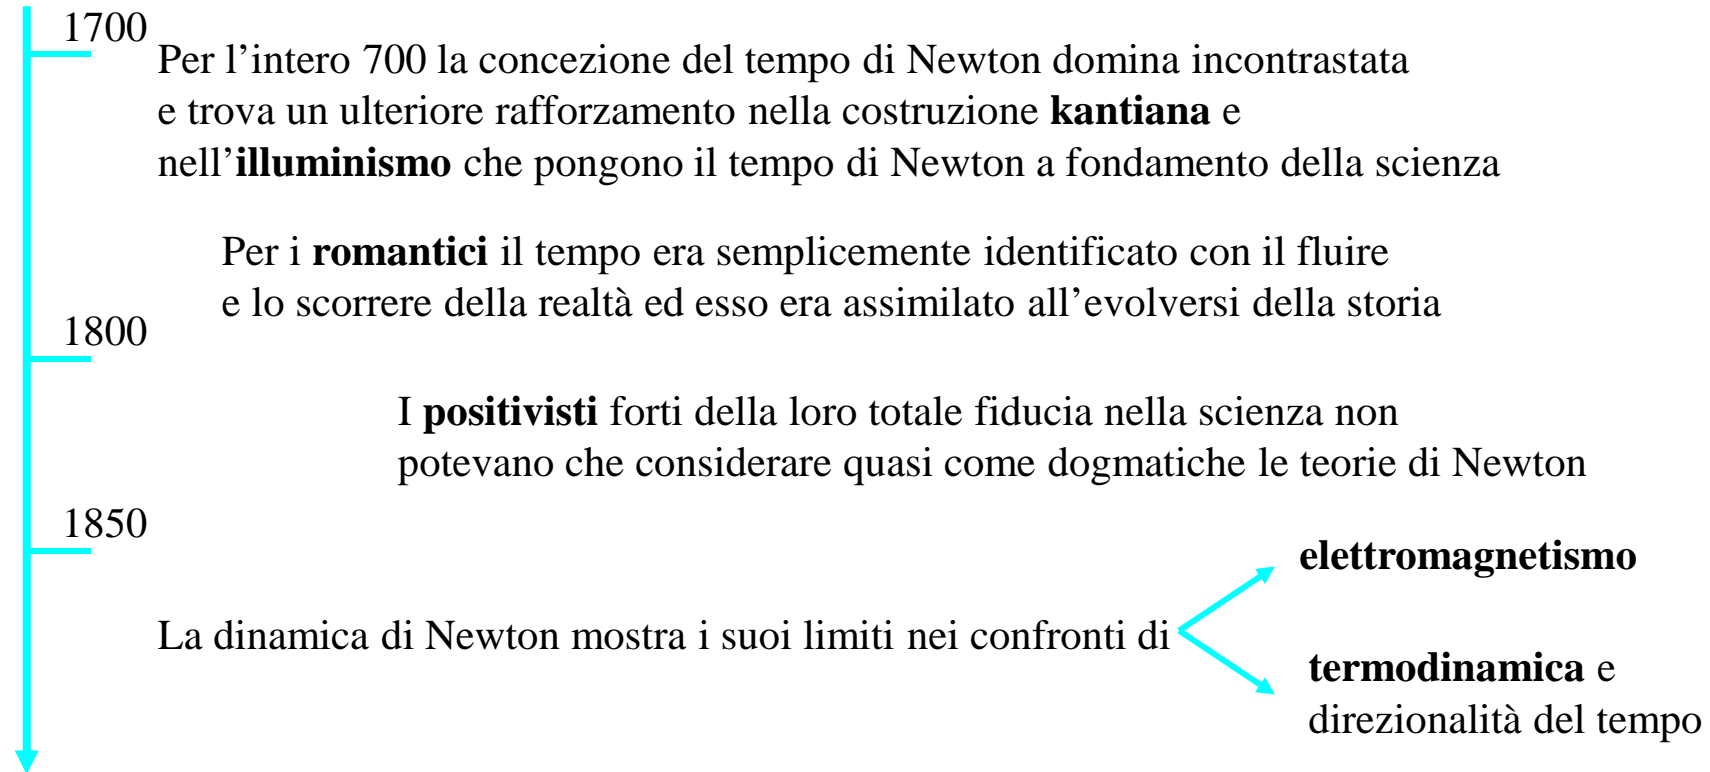 1700
Per l’intero 700 la concezione del tempo di Newton domina incontrastata
e trova un ulteriore rafforzamento nella costruzione kantiana e
nell’illuminismo che pongono il tempo di Newton a fondamento della scienza
Per i romantici il tempo era semplicemente identificato con il fluire
e lo scorrere della realtà ed esso era assimilato all’evolversi della storia
1800
I positivisti forti della loro totale fiducia nella scienza non
potevano che considerare quasi come dogmatiche le teorie di Newton
1850
La dinamica di Newton mostra i suoi limiti nei confronti di
elettromagnetismo
termodinamica e
direzionalità del tempo